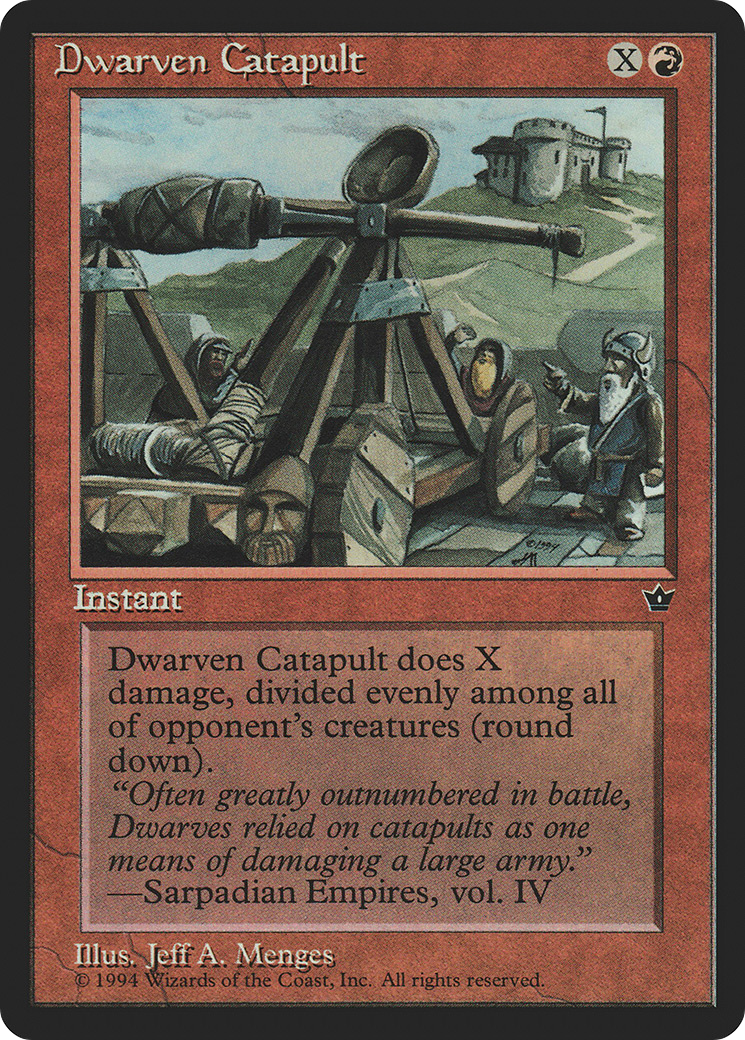 Dwarven Catapult
X
Instant
Dwarven Catapult does X
damage, divided evenly among all
of opponent's creatures (round
down).
"Often greatly outnumbered in battle,
Dwarves relied on catapults as one
means of damaging a large army."
—Sarpadian Empires, vol. IV
Illus. Jeff A. Menges
© 1994 Wizards of the Coast, Inc. All rights reserved.